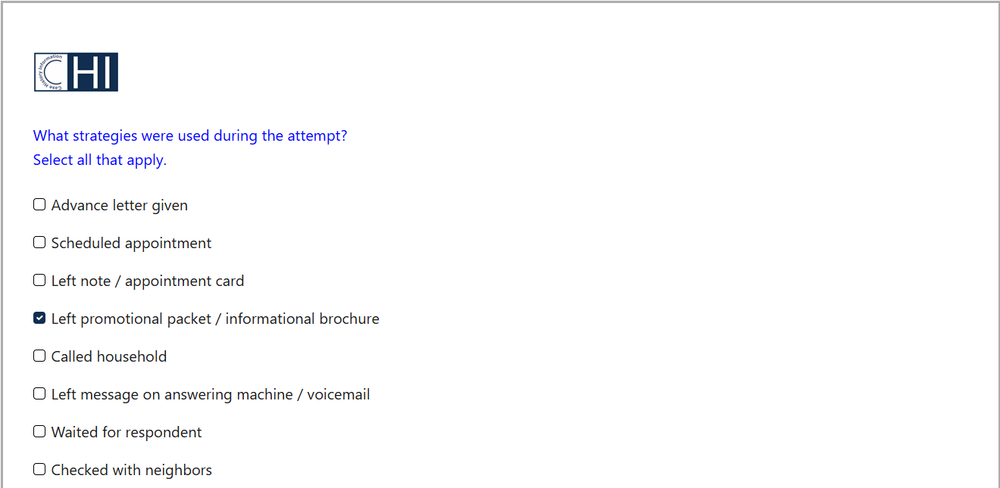 Case History Information
CHI
What strategies were used during the attempt?
Select all that apply.
Advance letter given
Scheduled appointment
Left note / appointment card
Left promotional packet / informational brochure
Called household
Left message on answering machine / voicemail
Waited for respondent
Checked with neighbors